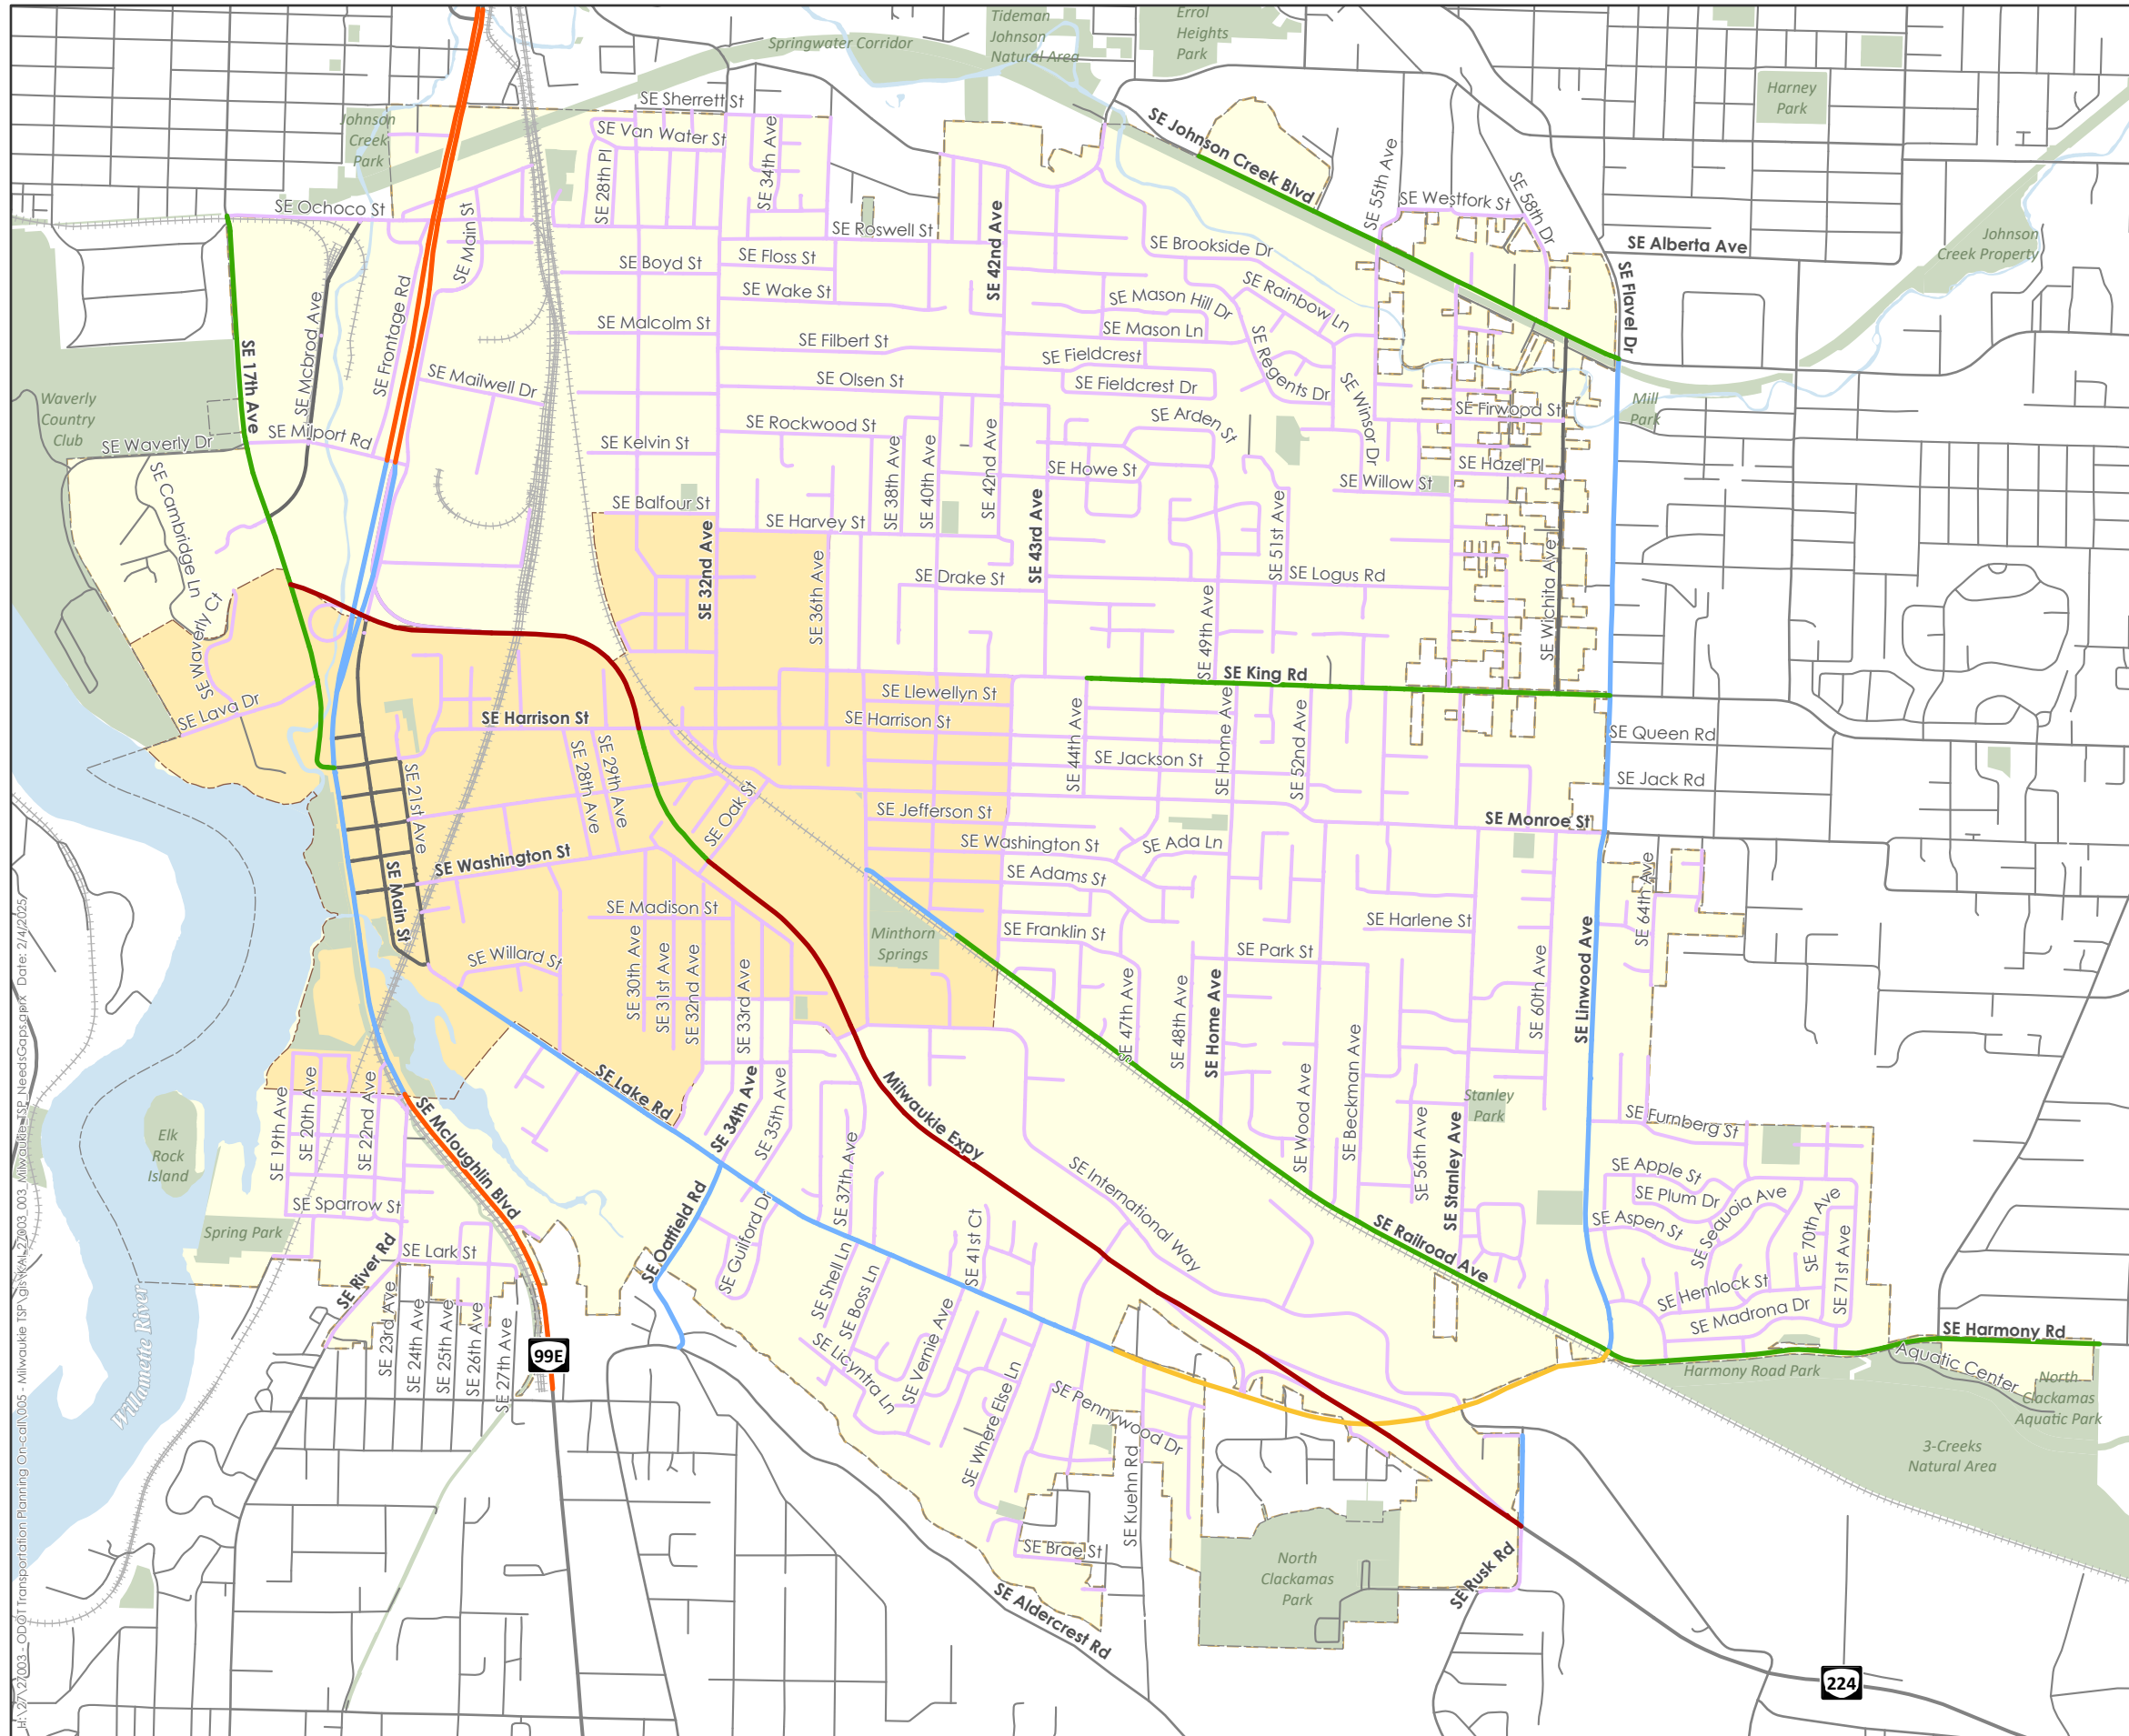 Tideman
Johnson
Natural Area
Errol
Heights
Park
Springwater Corridor
Harney
Park
Johnson
Creek
Park
SE Sherrett St
SE Van Water St
SE 28th Pl
SE 34th Ave
SE Johnson Creek Blvd
SE 55th Ave
SE Westfork St
SE 58th Dr
SE Alberta Ave
SE Flavel Dr
Johnson
Creek Property
SE Ochoco St
SE Main St
SE Roswell St
SE 42nd Ave
SE Brookside Dr
SE Boyd St
SE Floss St
SE Wake St
SE Rainbow Ln
SE Mason Hill Dr
SE Mason Ln
SE Malcolm St
SE Filbert St
SE Fieldcrest
SE Fieldcrest Dr
SE Regents Dr
SE Winsor Dr
SE Frontage Rd
SE Mcbrod Ave
SE 17th Ave
SE Mailwell Dr
SE Olsen St
SE Arden St
SE Firwood St
Mill
Park
Waverly
Country
Club
SE Waverly Dr
SE Milport Rd
SE Rockwood St
SE Kelvin St
SE 38th Ave
SE 40th Ave
SE 42nd Ave
SE Howe St
SE Hazel Pl
SE Willow St
SE Cambridge Ln
SE Balfour St
SE Harvey St
SE 32nd Ave
SE 36th Ave
SE 43rd Ave
SE 51st Ave
SE Drake St
SE Logus Rd
SE Wichita Ave
SE 49th Ave
SE Waverly Ct
SE Lava Dr
SE King Rd
SE Llewellyn St
SE Harrison St
SE Harrison St
SE 44th Ave
SE Home Ave
SE 52nd Ave
SE Jackson St
SE Queen Rd
SE Jack Rd
SE 28th Ave
SE 29th Ave
SE 21st Ave
SE Oak St
SE Jefferson St
SE Monroe St
SE Washington St
SE Washington St
SE Ada Ln
SE Adams St
SE 64th Ave
SE Main St
SE Madison St
SE Harlene St
SE Franklin St
SE Park St
Minthorn
Springs
SE Willard St
SE 30th Ave
SE 31st Ave
SE 32nd Ave
SE 33rd Ave
SE 47th Ave
SE 48th Ave
SE Home Ave
SE 60th Ave
SE Linwood Ave
SE Lake Rd
SE 34th Ave
SE 35th Ave
Milwaukie Expy
SE Wood Ave
SE Beckman Ave
SE 56th Ave
SE Stanley Ave
Stanley
Park
SE Furnberg St
SE Apple St
SE Plum Dr
SE Sequoia Ave
SE Aspen St
SE 70th Ave
SE 71st Ave
SE Hemlock St
SE Madrona Dr
Elk
Rock
Island
SE 19th Ave
SE 20th Ave
SE 22nd Ave
SE Mcloughlin Blvd
SE Sparrow St
Spring Park
SE River Rd
SE Lark St
SE Oatfield Rd
SE Guilford Dr
SE 37th Ave
SE International Way
SE Railroad Ave
SE 41st Ct
SE Shell Ln
SE Boss Ln
SE Vernie Ave
SE Licyntra Ln
SE Where Else Ln
SE 23rd Ave
SE 24th Ave
SE 25th Ave
SE 26th Ave
SE 27th Ave
99E
SE Harmony Rd
Harmony Road Park
Aquatic Center
North
Clackamas
Aquatic Park
3-Creeks
Natural Area
SE Pennywood Dr
SE Kuehn Rd
SE Brae St
SE Aldercrest Rd
North
Clackamas
Park
SE Rusk Rd
224
Willamette River
H:\27\27003 - ODOT Transportation Planning On-call\005 - Milwaukie TSP\gis\KAI_27003_003_Milwaukie_TSP_NeedsGaps.aprx Date: 2/4/2025